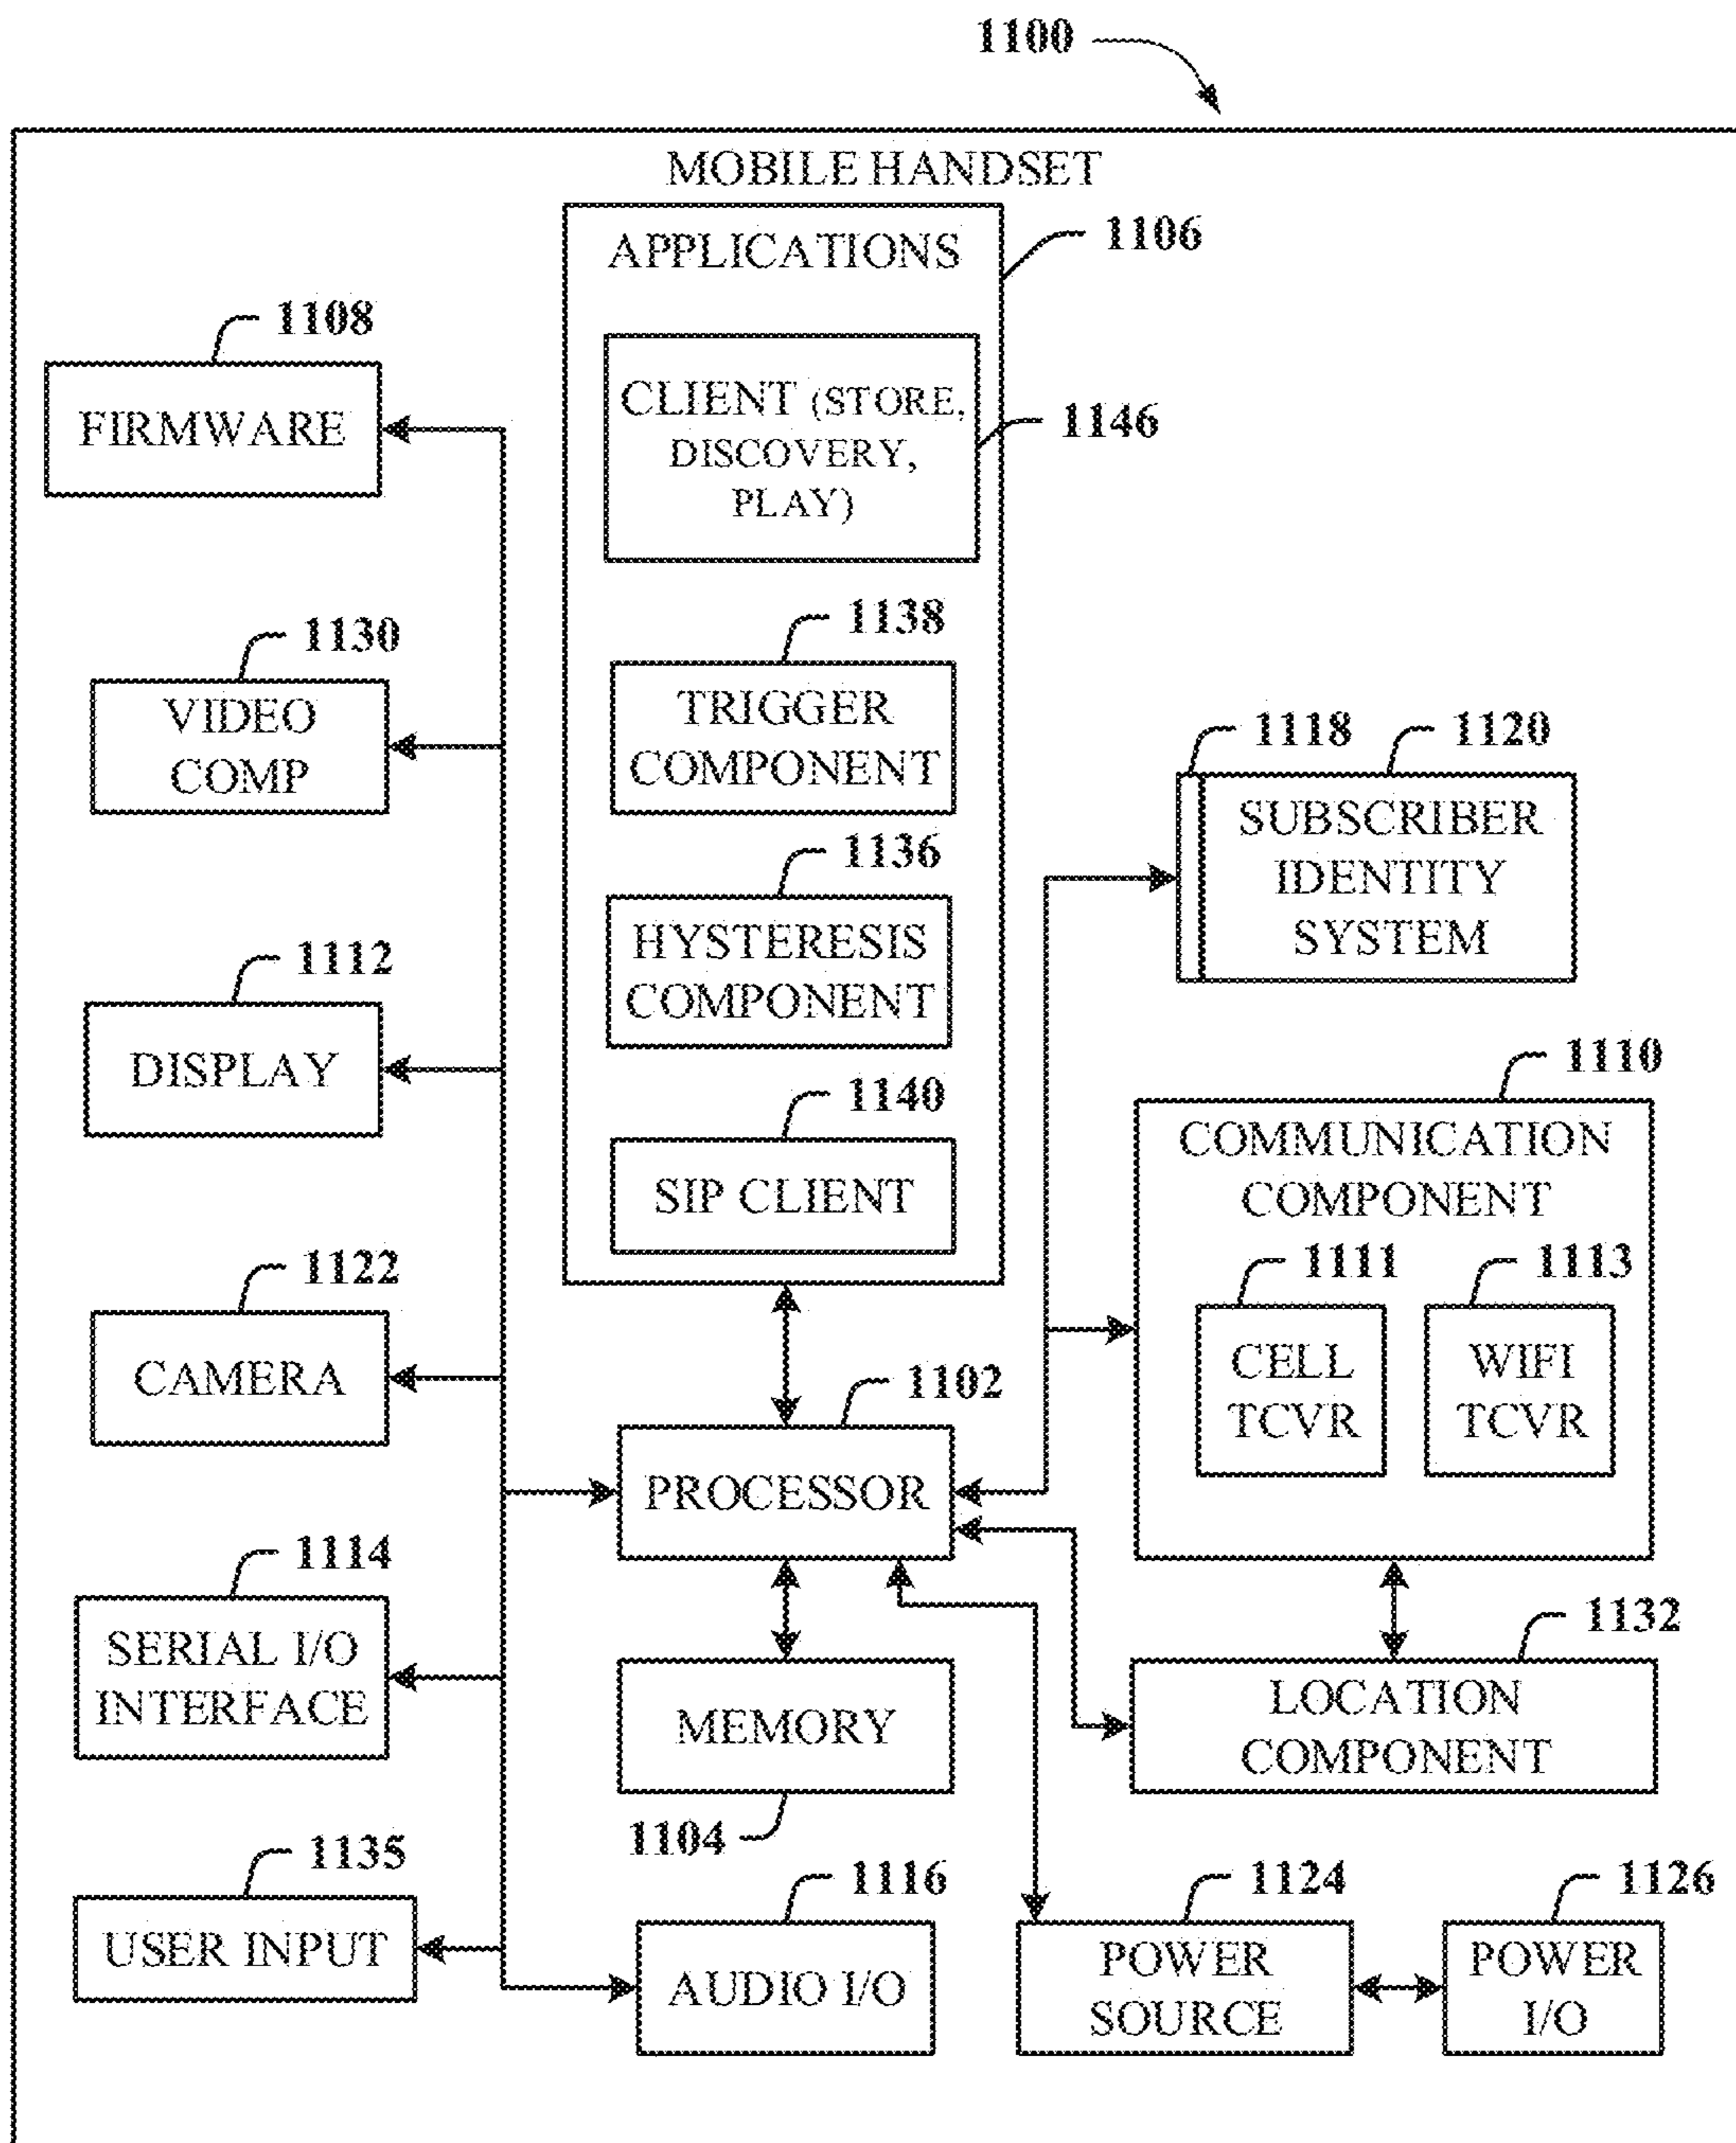 1100
MOBILE HANDSET
APPLICATIONS
1106
1108
FIRMWARE
CLIENT (STORE,
DISCOVERY,
PLAY)
1146
1130
VIDEO
COMP
1138
TRIGGER
COMPONENT
1118
1120
SUBSCRIBER
IDENTITY
SYSTEM
1136
HYSTERESIS
COMPONENT
1112
DISPLAY
1140
SIP CLIENT
1110
COMMUNICATION
COMPONENT
1111
CELL
TCVR
1113
WIFI
TCVR
1122
CAMERA
1102
PROCESSOR
1114
SERIAL I/O
INTERFACE
MEMORY
1104
1132
LOCATION
COMPONENT
1135
USER INPUT
1116
AUDIO I/O
1124
POWER
SOURCE
1126
POWER
I/O